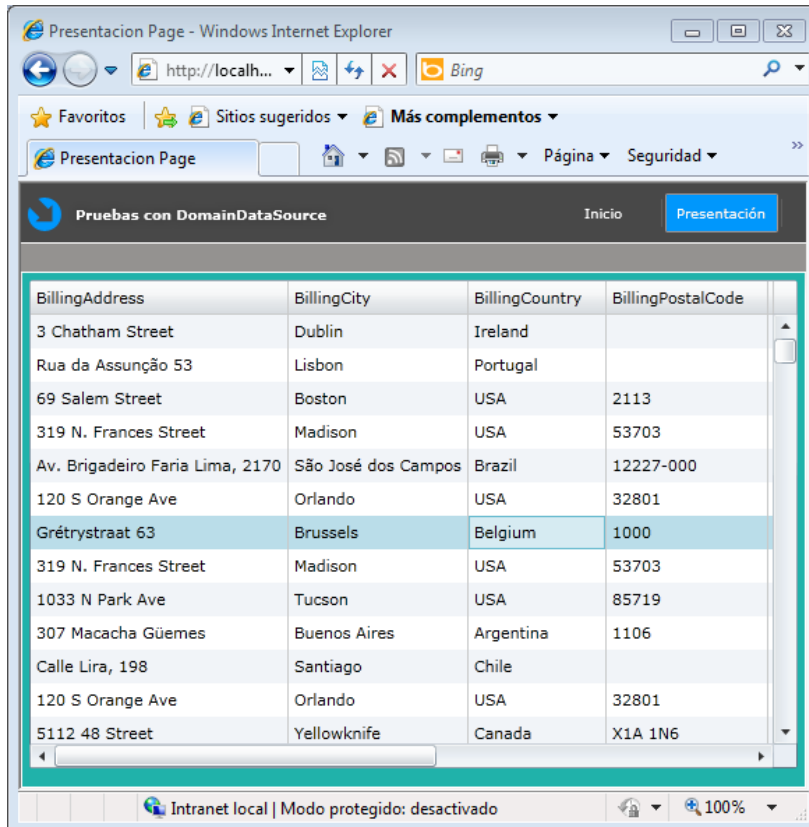 Presentacion Page - Windows Internet Explorer
http://localh... Bing
Favoritos Sitios sugeridos Más complementos
Presentacion Page Página Seguridad »
Pruebas con DomainDataSource Inicio Presentación
BillingAddress BillingCity BillingCountry BillingPostalCode
3 Chatham Street Dublin Ireland
Rua da Assunção 53 Lisbon Portugal
69 Salem Street Boston USA 2113
319 N. Frances Street Madison USA 53703
Av. Brigadeiro Faria Lima, 2170 São José dos Campos Brazil 12227-000
120 S Orange Ave Orlando USA 32801
Grétrystraat 63 Brussels Belgium 1000
319 N. Frances Street Madison USA 53703
1033 N Park Ave Tucson USA 85719
307 Macacha Güemes Buenos Aires Argentina 1106
Calle Lira, 198 Santiago Chile
120 S Orange Ave Orlando USA 32801
5112 48 Street Yellowknife Canada X1A 1N6
Intranet local | Modo protegido: desactivado 100%